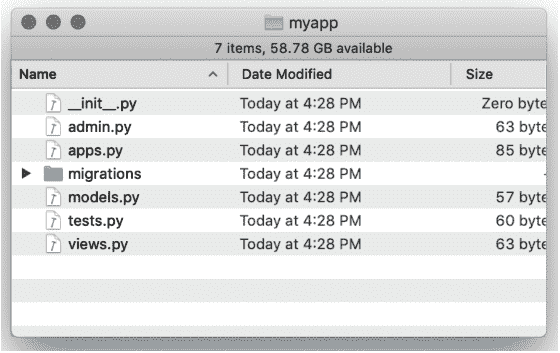 myapp
7 items, 58.78 GB available
Name Date Modified Size
__init__.py Today at 4:28 PM Zero byte
admin.py Today at 4:28 PM 63 byte
apps.py Today at 4:28 PM 85 byte
migrations Today at 4:28 PM -
models.py Today at 4:28 PM 57 byte
tests.py Today at 4:28 PM 60 byte
views.py Today at 4:28 PM 63 byte